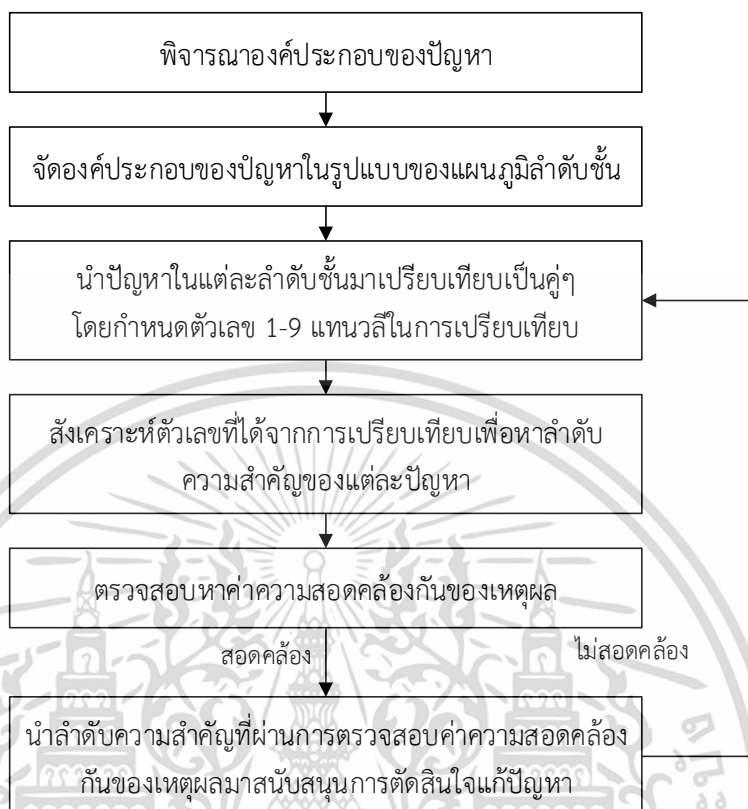 พิจารณาองค์ประกอบของปัญหา
จัดองค์ประกอบของปัญหาในรูปแบบของแผนภูมิลำดับชั้น
นำปัญหาในแต่ละลำดับชั้นมาเปรียบเทียบเป็นคู่ๆ
โดยกำหนดตัวเลข 1-9 แทนวลีในการเปรียบเทียบ
สังเคราะห์ตัวเลขที่ได้จากการเปรียบเทียบเพื่อหาลำดับ
ความสำคัญของแต่ละปัญหา
ตรวจสอบหาค่าความสอดคล้องกันของเหตุผล
สอดคล้อง
ไม่สอดคล้อง
นำลำดับความสำคัญที่ผ่านการตรวจสอบค่าความสอดคล้อง
กันของเหตุผลมาสนับสนุนการตัดสินใจแก้ปัญหา